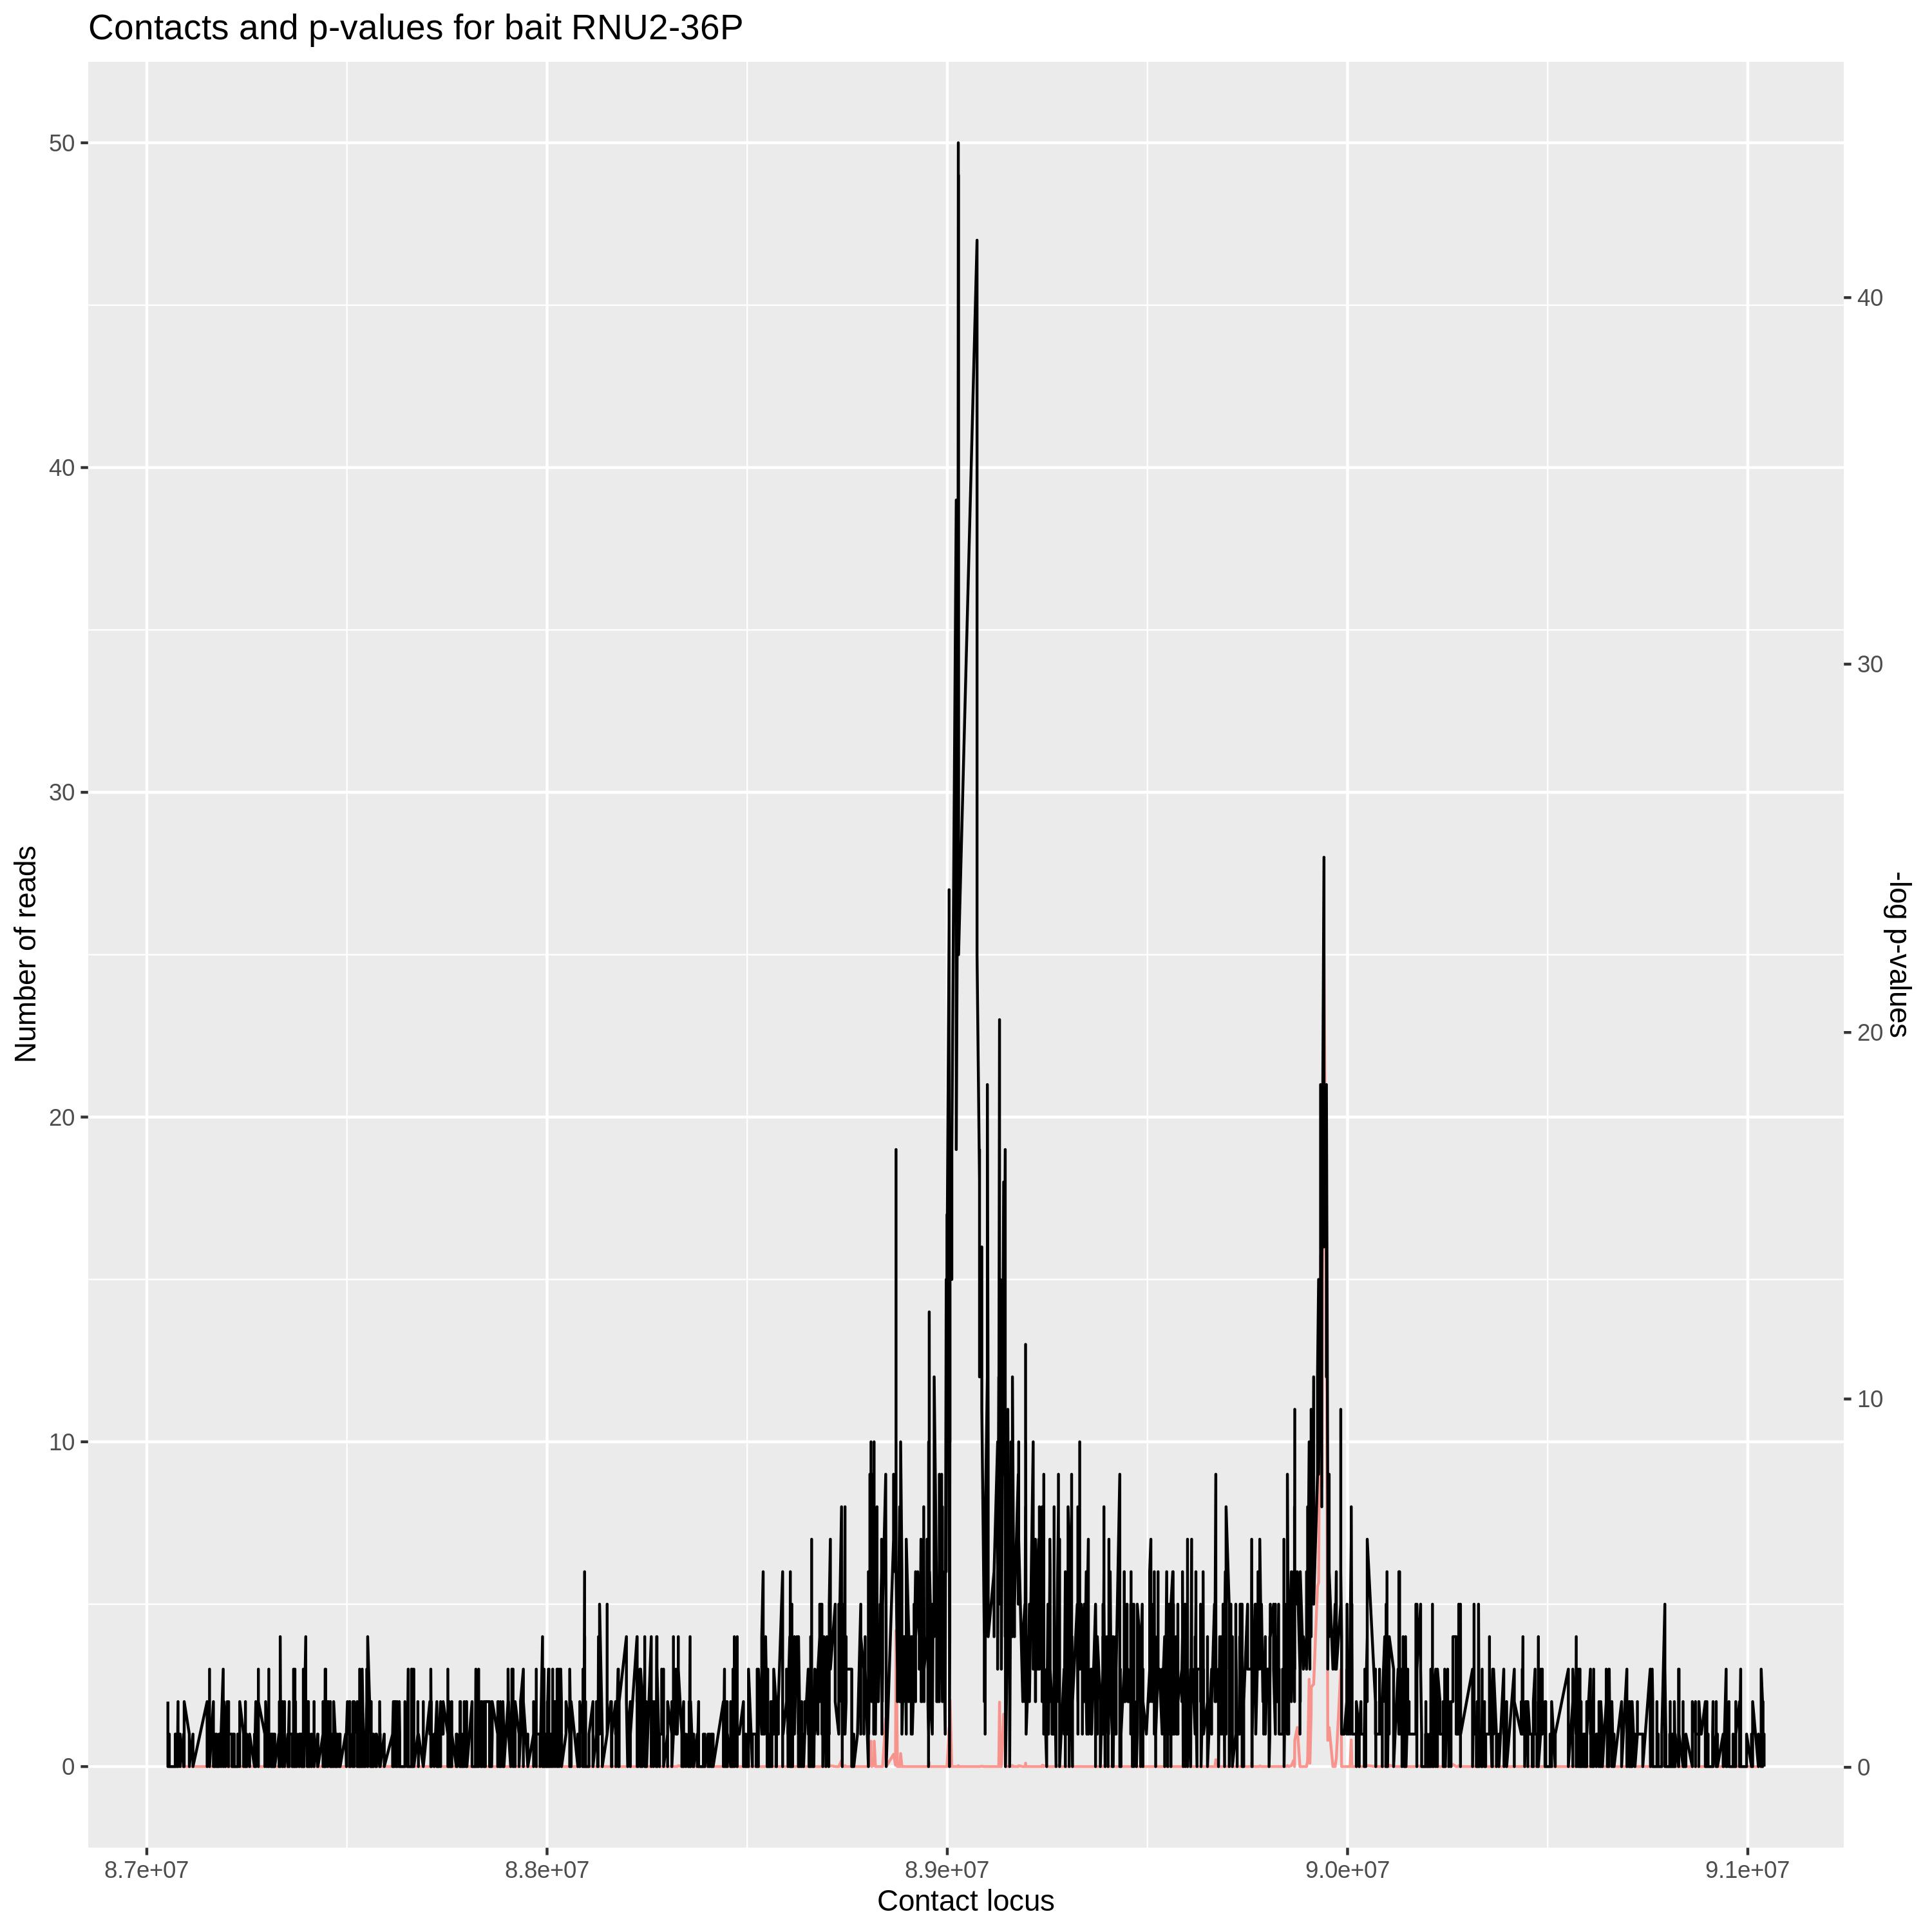 Contacts and p-values for bait RNU2-36P
50
40
30
20
10
0
Number of reads
40
30
20
10
0
-log p-values
8.7e+07 8.8e+07 8.9e+07 9.0e+07 9.1e+07
Contact locus